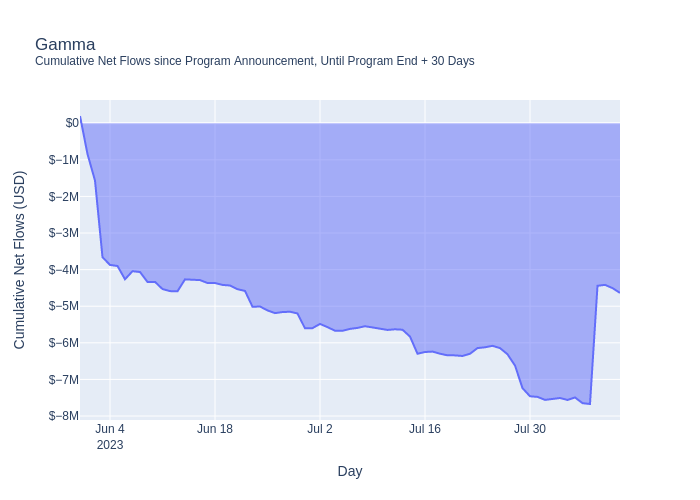 Gamma
Cumulative Net Flows since Program Announcement, Until Program End + 30 Days
Cumulative Net Flows (USD)
$0
$−1M
$−2M
$−3M
$−4M
$−5M
$−6M
$−7M
$−8M
Jun 4
2023
Jun 18
Jul 2
Jul 16
Jul 30
Day